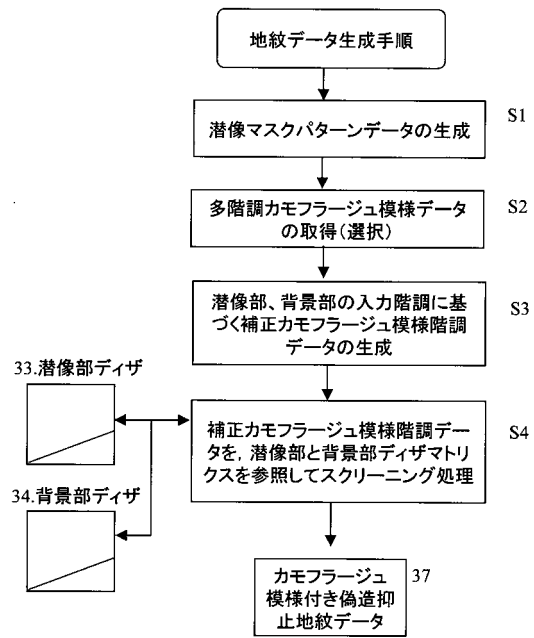 地紋データ生成手順
S1
潜像マスクパターンデータの生成
S2
多階調カモフラージュ模様データ
の取得(選択)
S3
潜像部、背景部の入力階調に基
づく補正カモフラージュ模様階調
データの生成
33.潜像部ディザ
S4
補正カモフラージュ模様階調デー
タを,潜像部と背景部ディザマトリ
クスを参照してスクリーニング処理
34.背景部ディザ
37
カモフラージュ
模様付き偽造抑
止地紋データ